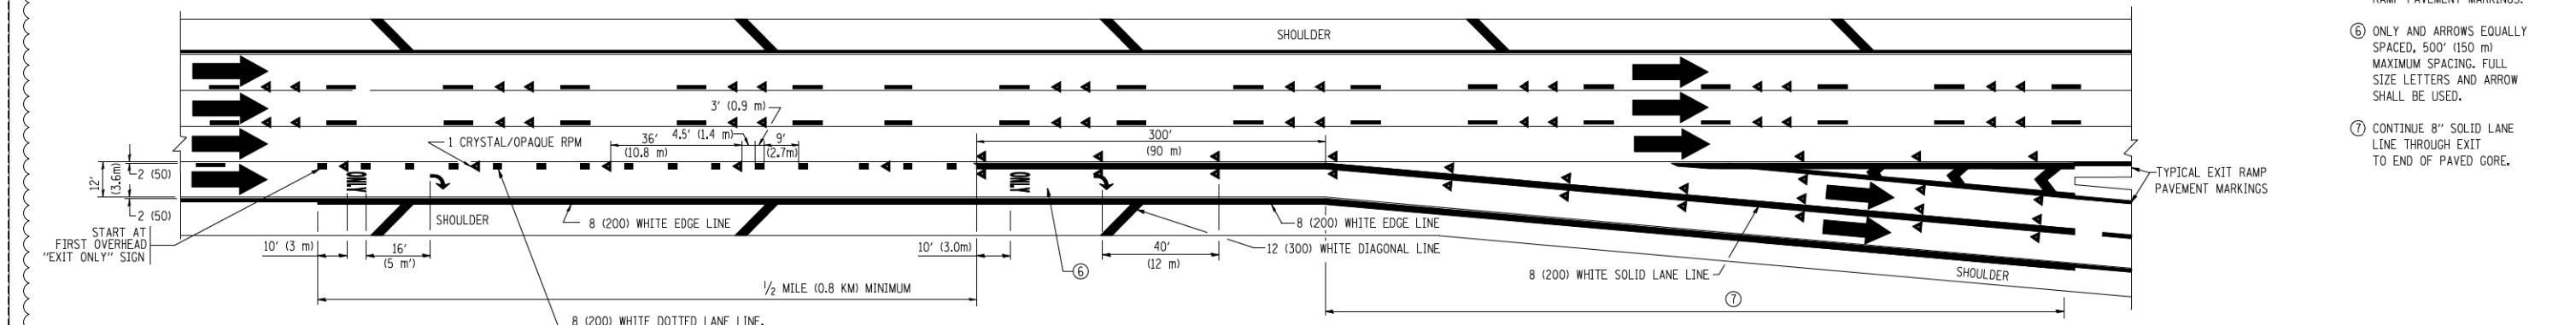 RAMP PAVEMENT MARKINGS.
SHOULDER
⑥ ONLY AND ARROWS EQUALLY
SPACED, 500' (150 m)
MAXIMUM SPACING. FULL
SIZE LETTERS AND ARROW
SHALL BE USED.
3' (0.9 m)
1 CRYSTAL/OPAQUE RPM
36'
(10.8 m)
4.5' (1.4 m)
9'
(2.7m)
300'
(90 m)
⑦ CONTINUE 8" SOLID LANE
LINE THROUGH EXIT
TO END OF PAVED GORE.
12'
(3.6m)
2 (50)
2 (50)
ONLY
ONLY
TYPICAL EXIT RAMP
PAVEMENT MARKINGS
SHOULDER
8 (200) WHITE EDGE LINE
8 (200) WHITE EDGE LINE
START AT
FIRST OVERHEAD
"EXIT ONLY" SIGN
10' (3 m)
16'
(5 m')
10' (3.0m)
40'
(12 m)
12 (300) WHITE DIAGONAL LINE
⑥
8 (200) WHITE SOLID LANE LINE
SHOULDER
1/2 MILE (0.8 KM) MINIMUM
⑦
8 (200) WHITE DOTTED LANE LINE.